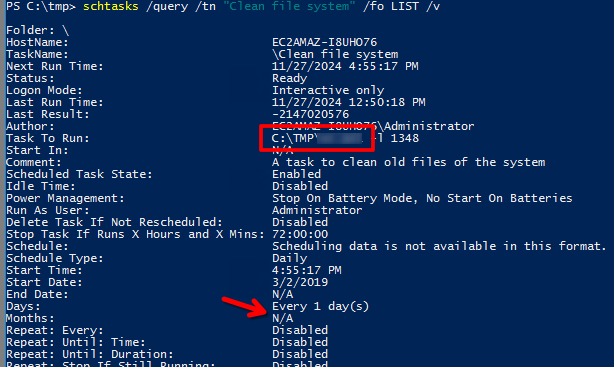 PS C:\tmp> schtasks /query /tn "Clean file system" /fo LIST /v
Folder: \
HostName: EC2AMAZ-I8UHO76
TaskName: \Clean file system
Next Run Time: 11/27/2024 4:55:17 PM
Status: Ready
Logon Mode: Interactive only
Last Run Time: 11/27/2024 12:50:18 PM
Last Result: -2147020576
Author: EC2AMAZ-I8UHO76\Administrator
Task To Run: C:\TMP\ -l 1348
Start In: N/A
Comment: A task to clean old files of the system
Scheduled Task State: Enabled
Idle Time: Disabled
Power Management: Stop On Battery Mode, No Start On Batteries
Run As User: Administrator
Delete Task If Not Rescheduled: Disabled
Stop Task If Runs X Hours and X Mins: 72:00:00
Schedule: Scheduling data is not available in this format.
Schedule Type: Daily
Start Time: 4:55:17 PM
Start Date: 3/2/2019
End Date: N/A
Days: Every 1 day(s)
Months: N/A
Repeat: Every: Disabled
Repeat: Until: Time: Disabled
Repeat: Until: Duration: Disabled
Repeat: Stop If Still Running: Disabled